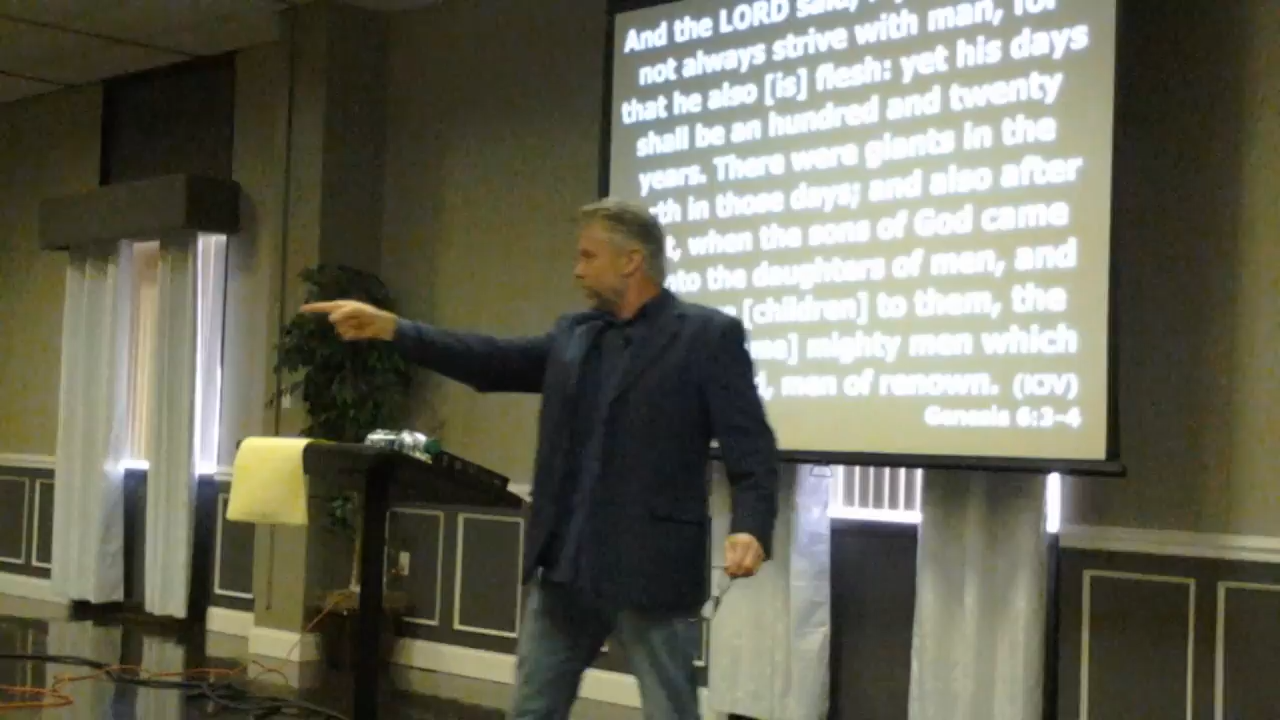 And the LORD said,
not always strive with man, for
that he also [is] flesh: yet his days
shall be an hundred and twenty
years. There were giants in the
rth in those days; and also after
t, when the sons of God came
nto the daughters of men, and
[children] to them, the
me] mighty men which
d, men of renown. (KJV)
Genesis 6:3-4